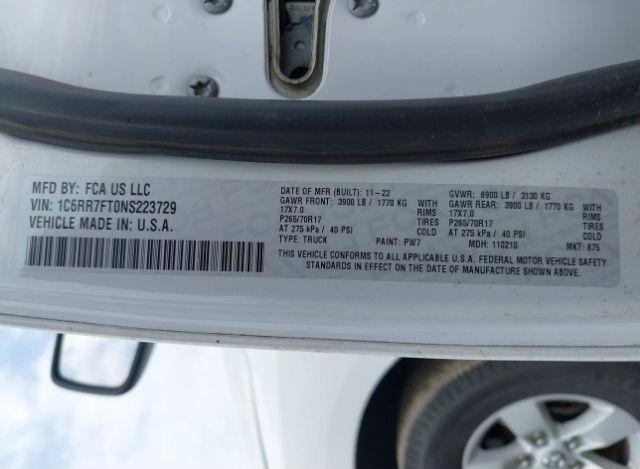 MFD BY: FCA US LLC
VIN: 1C6RR7FT0NS223729
VEHICLE MADE IN U.S.A.
DATE OF MFR (BUILT): 11-22 GVWR: 6900 LB / 3130 KG
GAWR FRONT: 3900 LB / 1770 KG WITH GAWR REAR: 3900 LB / 1770 KG WITH
17X7.0 RIMS 17X7.0 RIMS
P265/70R17 TIRES P265/70R17 TIRES
AT 275 kPa / 40 PSI COLD AT 275 kPa / 40 PSI COLD
TYPE: TRUCK PAINT: PW7 MDH: 110210 MKT: 875
THIS VEHICLE CONFORMS TO ALL APPLICABLE U.S.A. FEDERAL MOTOR VEHICLE SAFETY
STANDARDS IN EFFECT ON THE DATE OF MANUFACTURE SHOWN ABOVE.